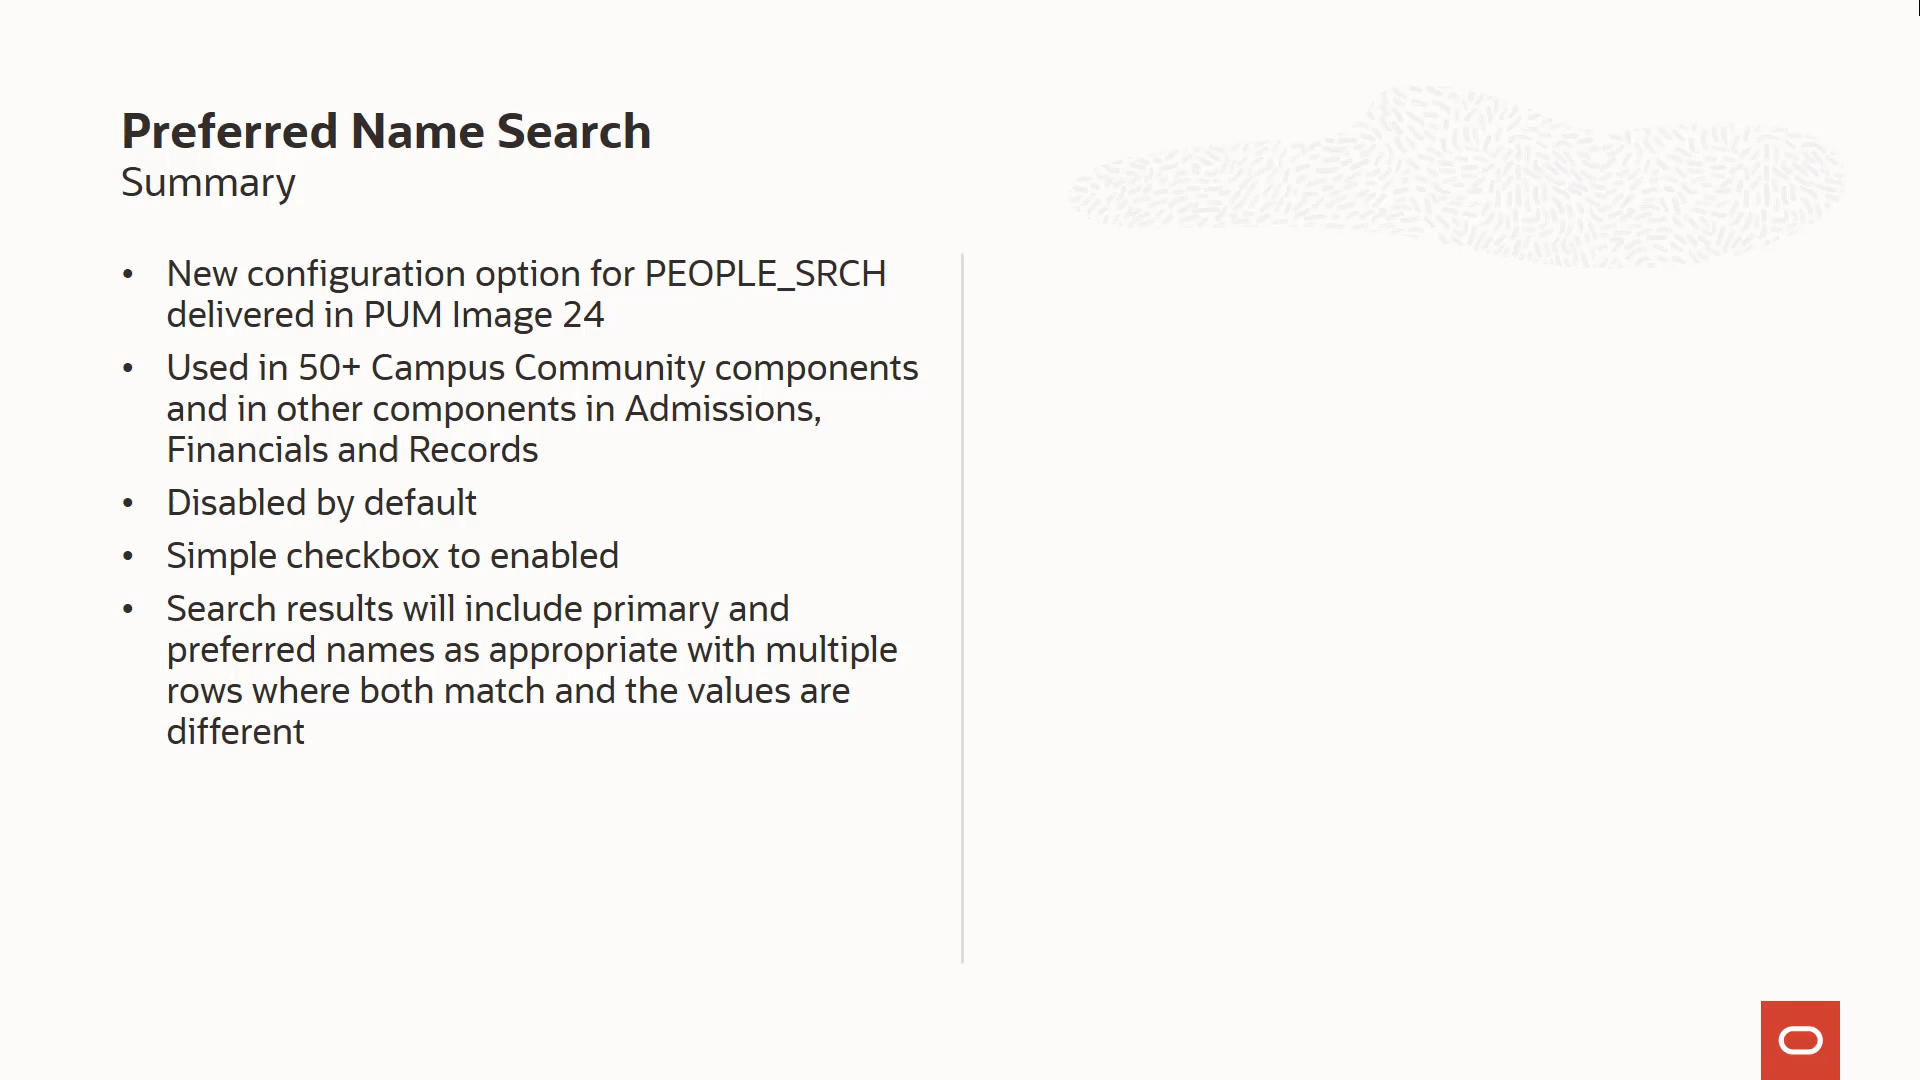 Preferred Name Search
Summary
• New configuration option for PEOPLE_SRCH
delivered in PUM Image 24
• Used in 50+ Campus Community components
and in other components in Admissions,
Financials and Records
• Disabled by default
• Simple checkbox to enabled
• Search results will include primary and
preferred names as appropriate with multiple
rows where both match and the values are
different